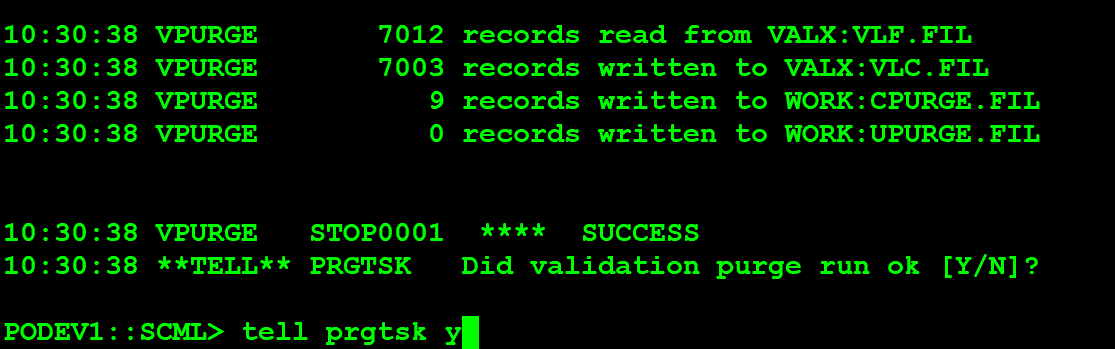 10:30:38 VPURGE       7012 records read from VALX:VLF.FIL
10:30:38 VPURGE       7003 records written to VALX:VLC.FIL
10:30:38 VPURGE          9 records written to WORK:CPURGE.FIL
10:30:38 VPURGE          0 records written to WORK:UPURGE.FIL
10:30:38 VPURGE   STOP0001  ****  SUCCESS
10:30:38 **TELL** PRGTSK   Did validation purge run ok [Y/N]?
PODEV1::SCML> tell prgtsk y